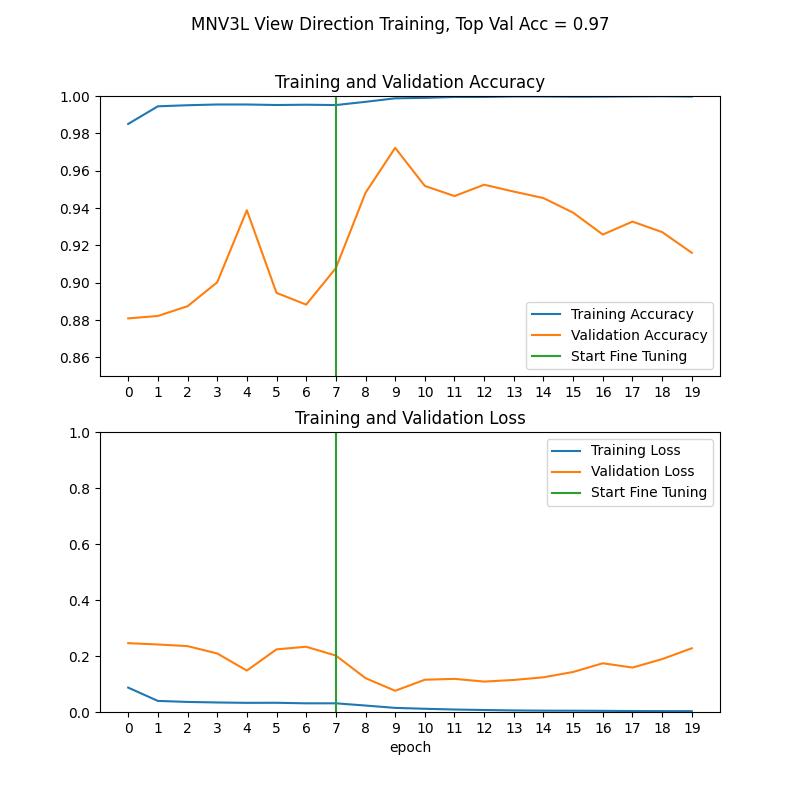 MNV3L View Direction Training, Top Val Acc = 0.97
Training and Validation Accuracy
1.00
0.98
0.96
0.94
0.92
0.90
0.88
0.86
Training Accuracy
Validation Accuracy
Start Fine Tuning
0 1 2 3 4 5 6 7 8 9 10 11 12 13 14 15 16 17 18 19
Training and Validation Loss
1.0
0.8
0.6
0.4
0.2
0.0
Training Loss
Validation Loss
Start Fine Tuning
0 1 2 3 4 5 6 7 8 9 10 11 12 13 14 15 16 17 18 19
epoch